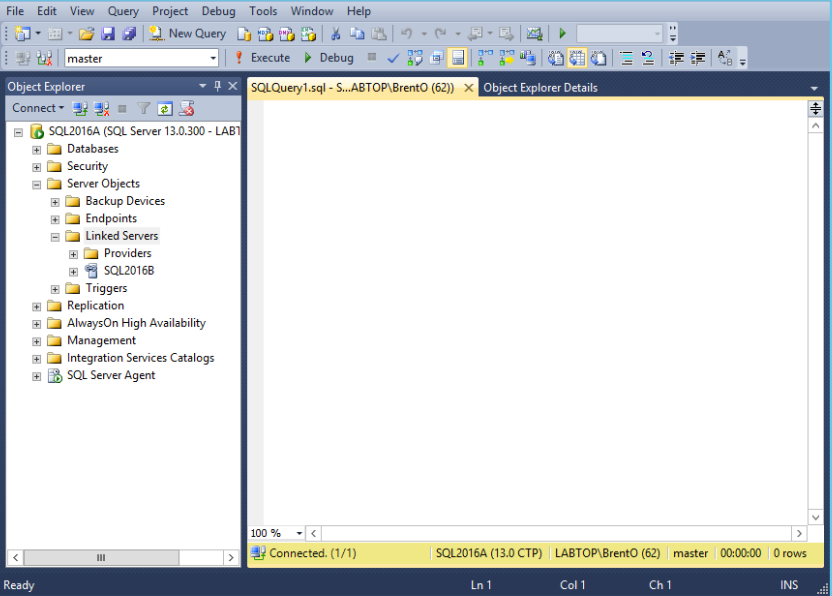 File Edit View Query Project Debug Tools Window Help
New Query
master Execute Debug
Object Explorer
SQLQuery1.sql - S...ABTOP\BrentO (62)) Object Explorer Details
Connect
SQL2016A (SQL Server 13.0.300 - LABT
Databases
Security
Server Objects
Backup Devices
Endpoints
Linked Servers
Providers
SQL2016B
Triggers
Replication
AlwaysOn High Availability
Management
Integration Services Catalogs
SQL Server Agent
100 %
Connected. (1/1) SQL2016A (13.0 CTP) LABTOP\BrentO (62) master 00:00:00 0 rows
Ready Ln 1 Col 1 Ch 1 INS